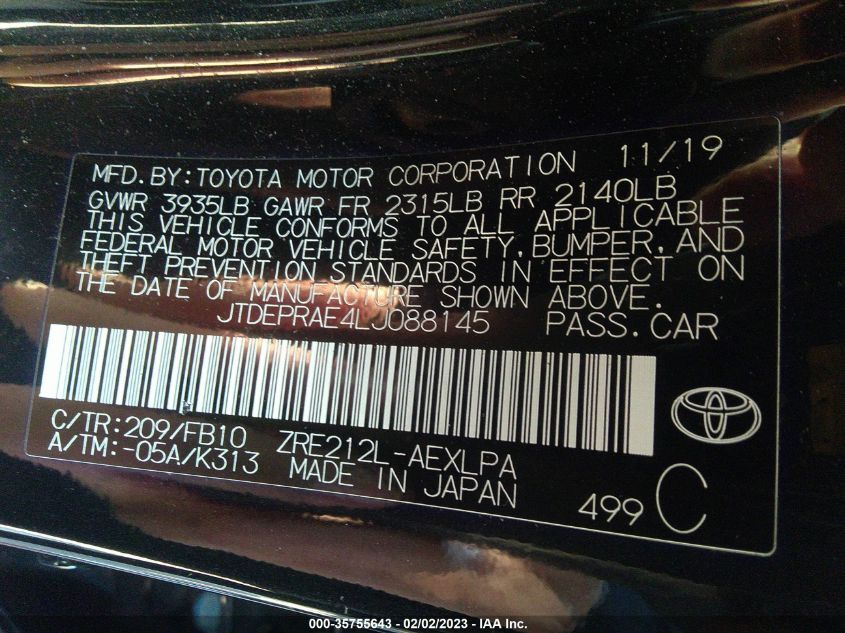 MFD.BY:TOYOTA MOTOR CORPORATION 11/19
GVWR 3935LB GAWR FR 2315LB RR 2140LB
THIS VEHICLE CONFORMS TO ALL APPLICABLE
FEDERAL MOTOR VEHICLE SAFETY,BUMPER,AND
THEFT PREVENTION STANDARDS IN EFFECT ON
THE DATE OF MANUFACTURE SHOWN ABOVE.
JTDEPRAE4LJ088145 PASS.CAR
C/TR:209/FB10 ZRE212L-AEXLPA
A/TM:-05A/K313 MADE IN JAPAN
499 C
000-35755643 - 02/02/2023 - IAA Inc.